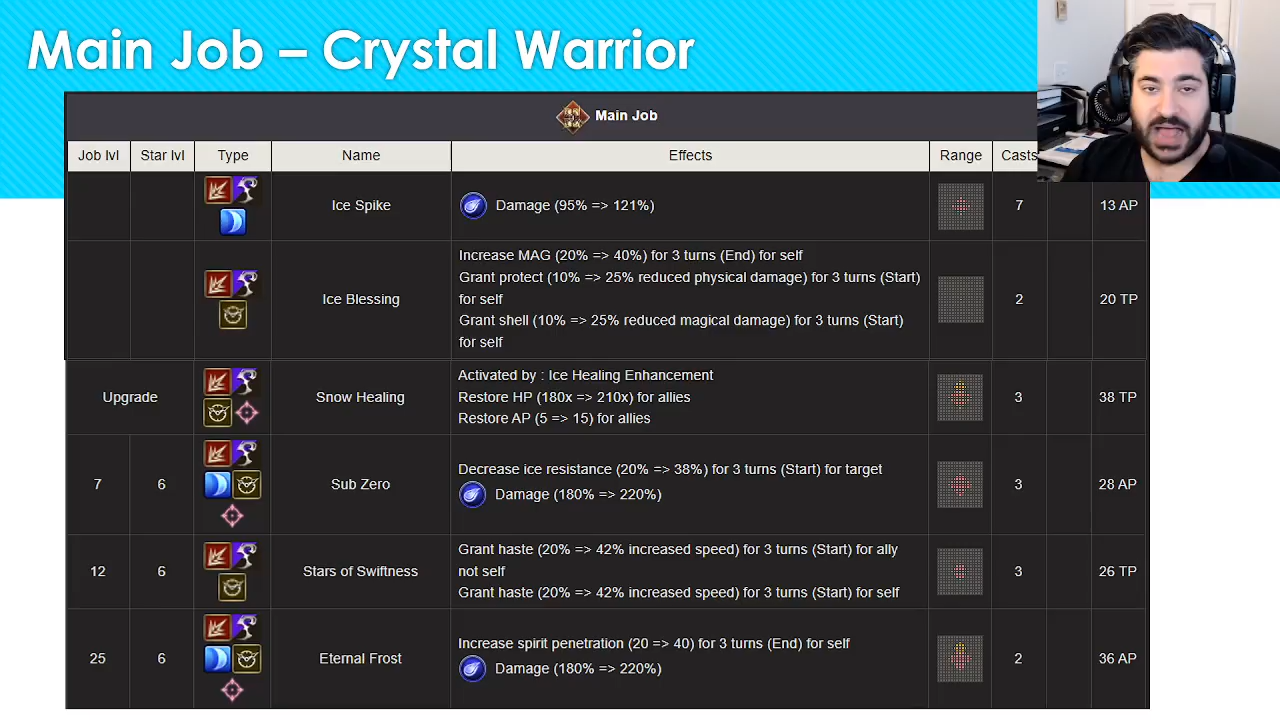 Main Job – Crystal Warrior
Main Job
Job lvl Star lvl Type Name Effects Range Casts
Ice Spike Damage (95% => 121%) 7 13 AP
Increase MAG (20% => 40%) for 3 turns (End) for self
Grant protect (10% => 25% reduced physical damage) for 3 turns (Start)
Ice Blessing for self 2 20 TP
Grant shell (10% => 25% reduced magical damage) for 3 turns (Start)
for self
Activated by : Ice Healing Enhancement
Upgrade Snow Healing Restore HP (180x => 210x) for allies 3 38 TP
Restore AP (5 => 15) for allies
Decrease ice resistance (20% => 38%) for 3 turns (Start) for target
7 6 Sub Zero 3 28 AP
Damage (180% => 220%)
Grant haste (20% => 42% increased speed) for 3 turns (Start) for ally
12 6 Stars of Swiftness not self 3 26 TP
Grant haste (20% => 42% increased speed) for 3 turns (Start) for self
Increase spirit penetration (20 => 40) for 3 turns (End) for self
25 6 Eternal Frost 2 36 AP
Damage (180% => 220%)